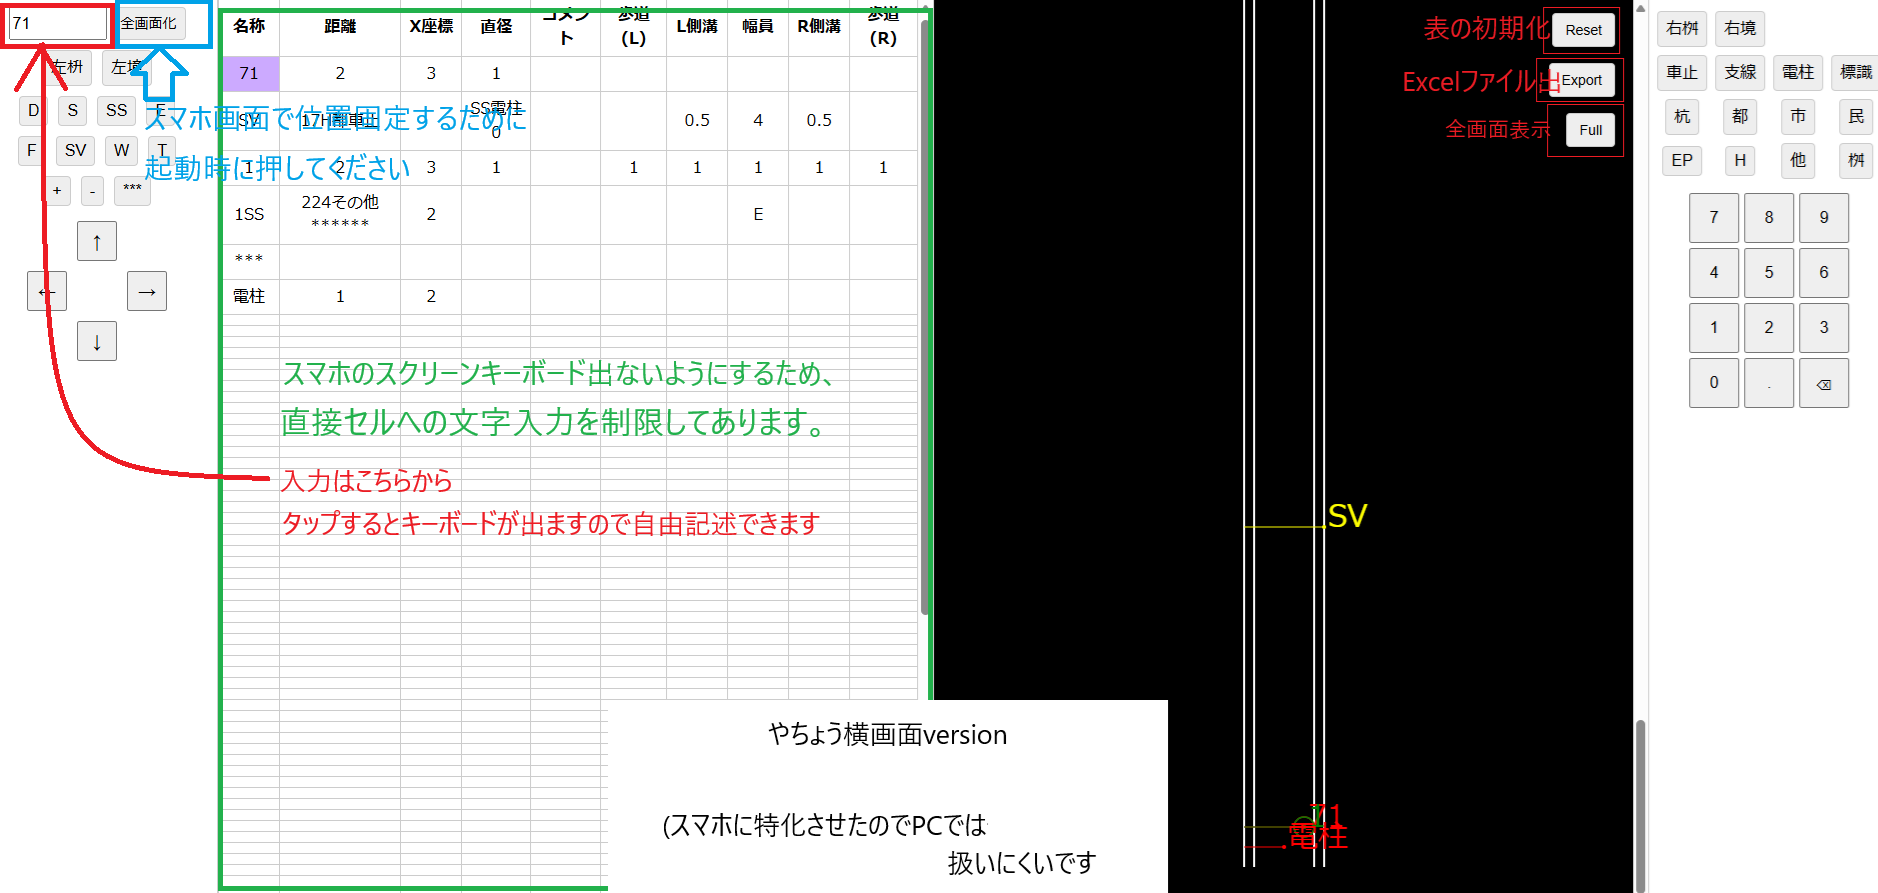 71
全画面化
左枡
左境
D
S
SS
E
F
SV
W
T
+
-
***
↑
←
→
↓
スマホ画面で位置固定するために
起動時に押してください
名称 距離 X座標 直径 コメント 歩道(L) L側溝 幅員 R側溝 歩道(R)
71 2 3 1
SV 17H都車止 SS電柱0 0.5 4 0.5
1 2 3 1 1 1 1 1 1
1SS 224その他****** 2 E
***
電柱 1 2
スマホのスクリーンキーボード出ないようにするため、
直接セルへの文字入力を制限してあります。
入力はこちらから
タップするとキーボードが出ますので自由記述できます
やちょう横画面version
(スマホに特化させたのでPCでは
扱いにくいです
表の初期化 Reset
Excelファイル出 Export
全画面表示 Full
SV
71
電柱
右桝 右境
車止 支線 電柱 標識
杭 都 市 民
EP H 他 桝
7 8 9
4 5 6
1 2 3
0 . ⌫